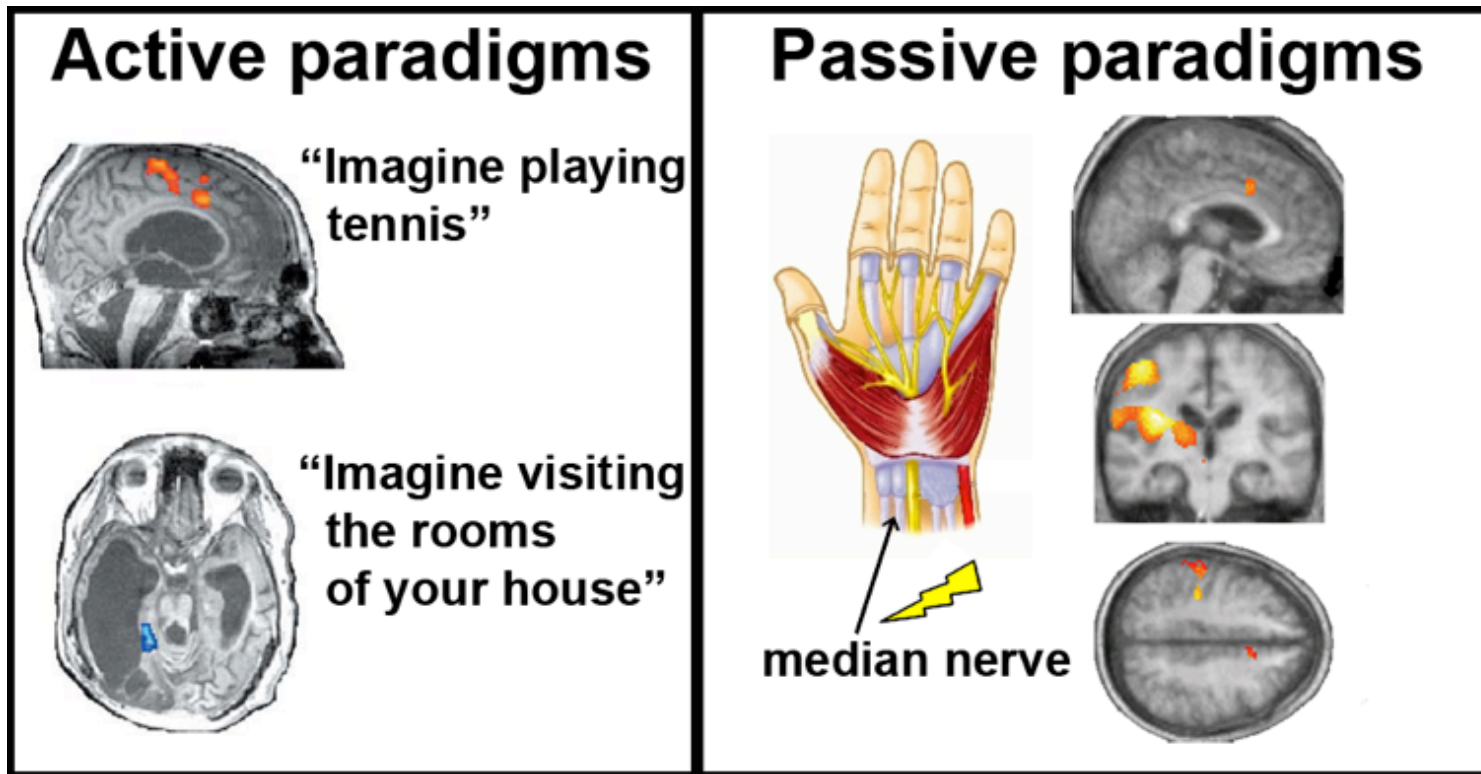 Active paradigms
“Imagine playing
tennis”
“Imagine visiting
the rooms
of your house”
Passive paradigms
median nerve